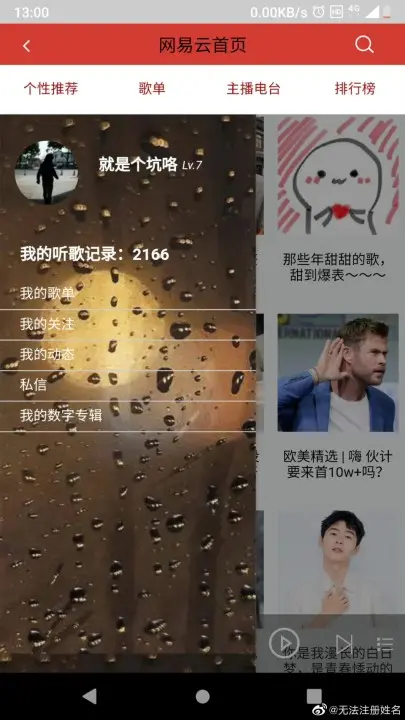 13:00
0.00KB/s
4G
网易云首页
个性推荐 歌单 主播电台 排行榜
就是个坑咯 Lv.7
我的听歌记录：2166
我的歌单
我的关注
我的动态
私信
我的数字专辑
那些年甜甜的歌，
甜到爆表～～～
欧美精选 | 嗨 伙计
要来首10w+吗?
你是我漫长的白日
梦，是青春悸动的
@无法注册姓名